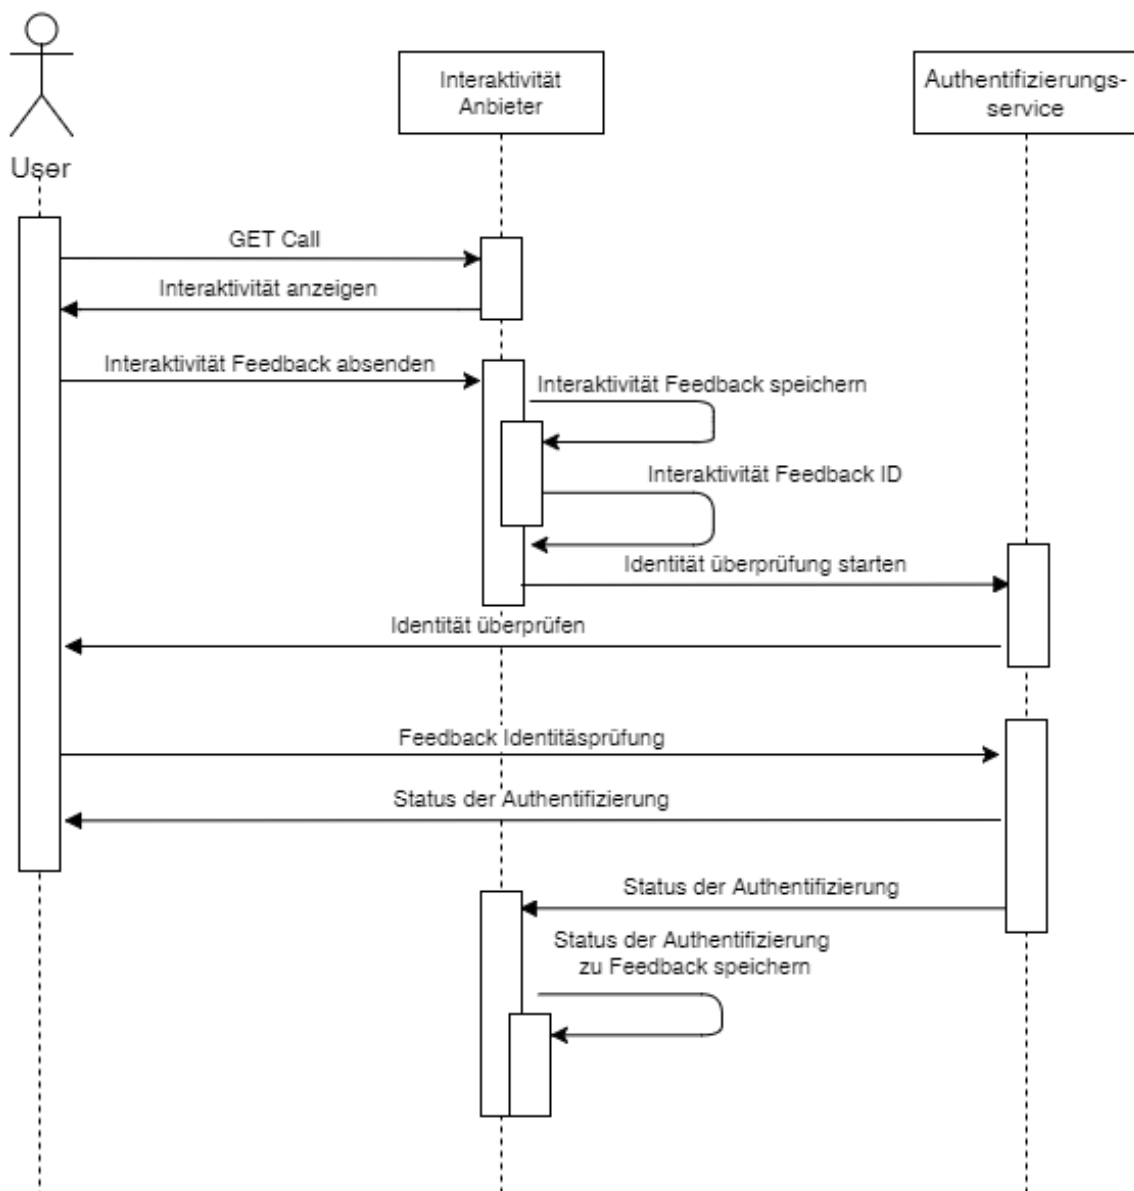 User
Interaktivität
Anbieter
Authentifizierungs-
service
GET Call
Interaktivität anzeigen
Interaktivität Feedback absenden
Interaktivität Feedback speichern
Interaktivität Feedback ID
Identität überprüfung starten
Identität überprüfen
Feedback Identitäsprüfung
Status der Authentifizierung
Status der Authentifizierung
Status der Authentifizierung
zu Feedback speichern